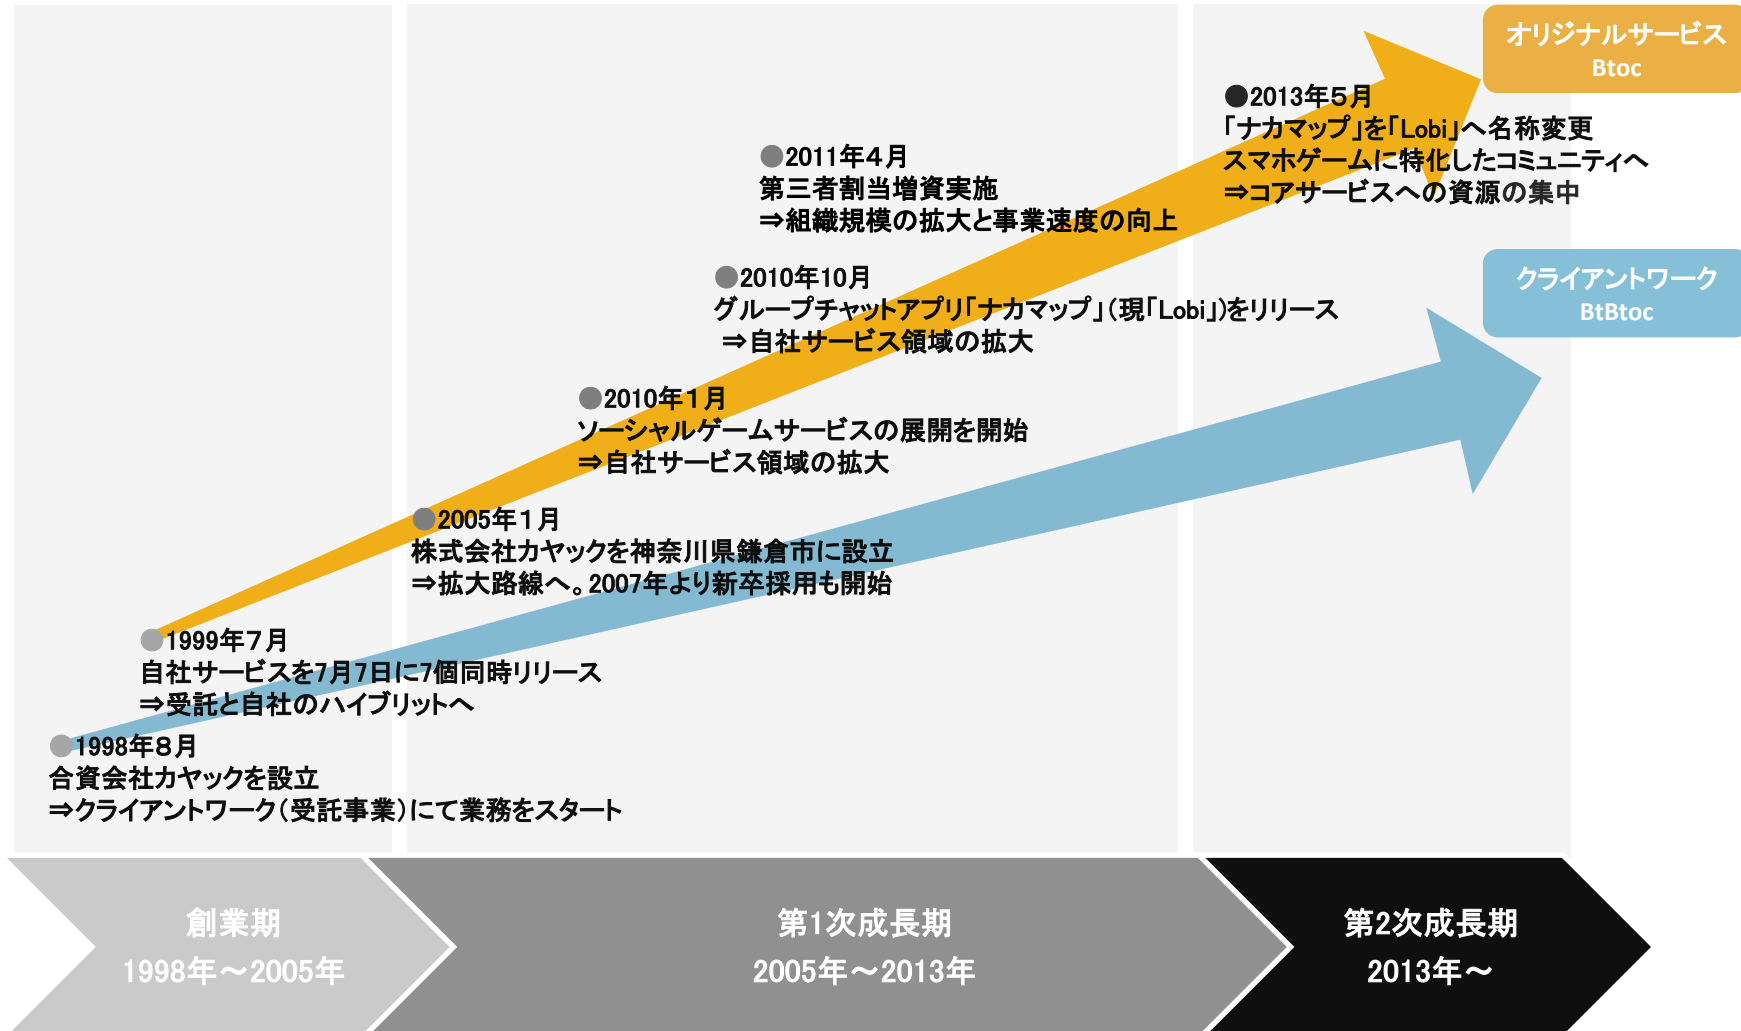 オリジナルサービス
Btoc
●2013年５月
「ナカマップ」を「Lobi」へ名称変更
スマホゲームに特化したコミュニティへ
⇒コアサービスへの資源の集中
●2011年４月
第三者割当増資実施
⇒組織規模の拡大と事業速度の向上
クライアントワーク
BtBtoc
●2010年10月
グループチャットアプリ「ナカマップ」（現「Lobi」)をリリース
⇒自社サービス領域の拡大
●2010年１月
ソーシャルゲームサービスの展開を開始
⇒自社サービス領域の拡大
●2005年１月
株式会社カヤックを神奈川県鎌倉市に設立
⇒拡大路線へ。2007年より新卒採用も開始
●1999年７月
自社サービスを7月7日に7個同時リリース
⇒受託と自社のハイブリットへ
●1998年８月
合資会社カヤックを設立
⇒クライアントワーク（受託事業）にて業務をスタート
創業期
1998年～2005年
第1次成長期
2005年～2013年
第2次成長期
2013年～